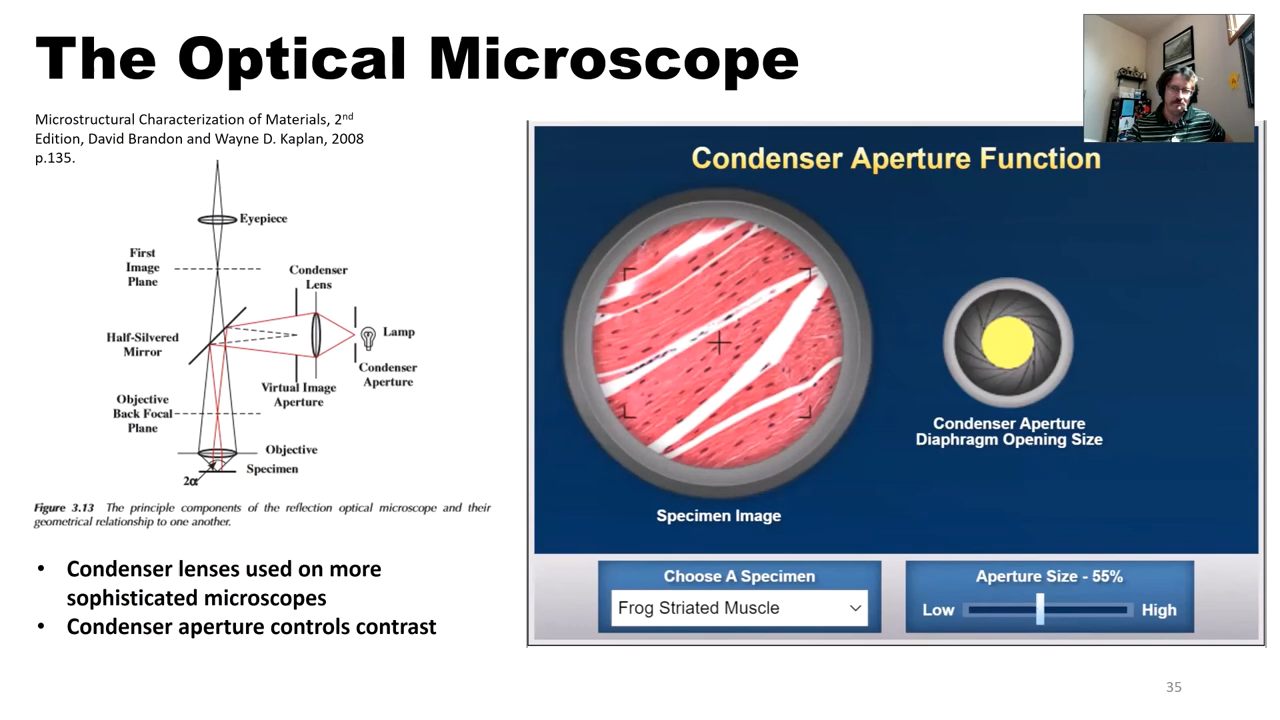 The Optical Microscope
Microstructural Characterization of Materials, 2nd
Edition, David Brandon and Wayne D. Kaplan, 2008
p.135.
Eyepiece
First
Image
Plane
Condenser
Lens
Half-Silvered
Mirror
Lamp
Condenser
Aperture
Virtual Image
Aperture
Objective
Back Focal
Plane
Objective
Specimen
2α
Figure 3.13 The principle components of the reflection optical microscope and their
geometrical relationship to one another.
• Condenser lenses used on more
sophisticated microscopes
• Condenser aperture controls contrast
Condenser Aperture Function
Condenser Aperture
Diaphragm Opening Size
Specimen Image
Choose A Specimen
Frog Striated Muscle
Aperture Size - 55%
Low
High
35